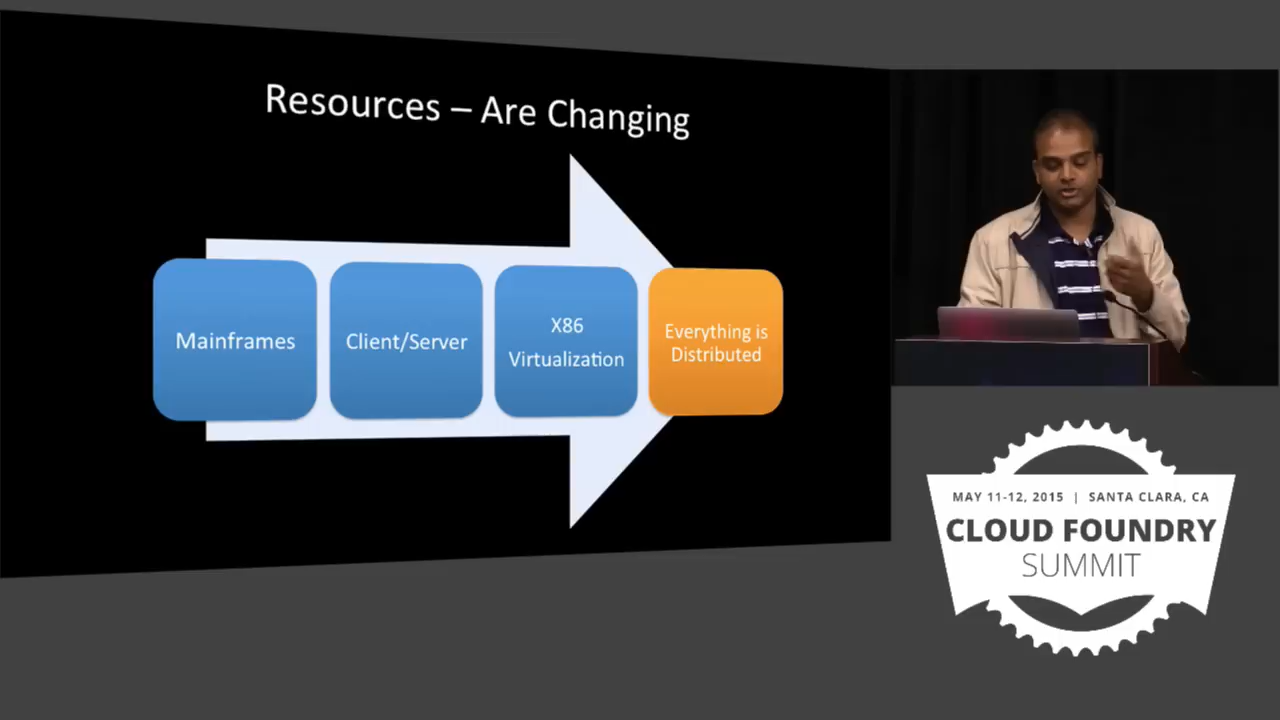 Resources – Are Changing
Mainframes
Client/Server
X86
Virtualization
Everything is
Distributed
MAY 11-12, 2015 | SANTA CLARA, CA
CLOUD FOUNDRY
SUMMIT